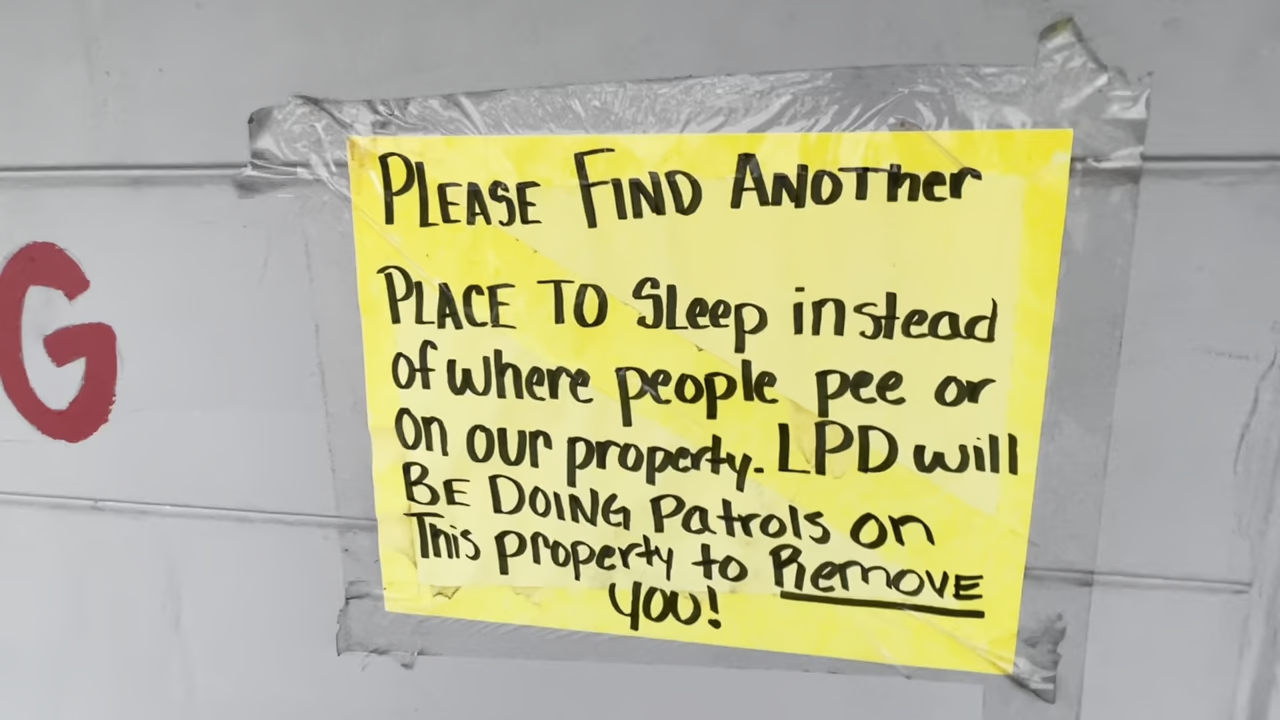 G
PLEASE FIND ANOTher
PLACE TO SLeep instead
of where people pee or
on our property. LPD will
BE DOING Patrols on
This property to RemOVE
YOU!